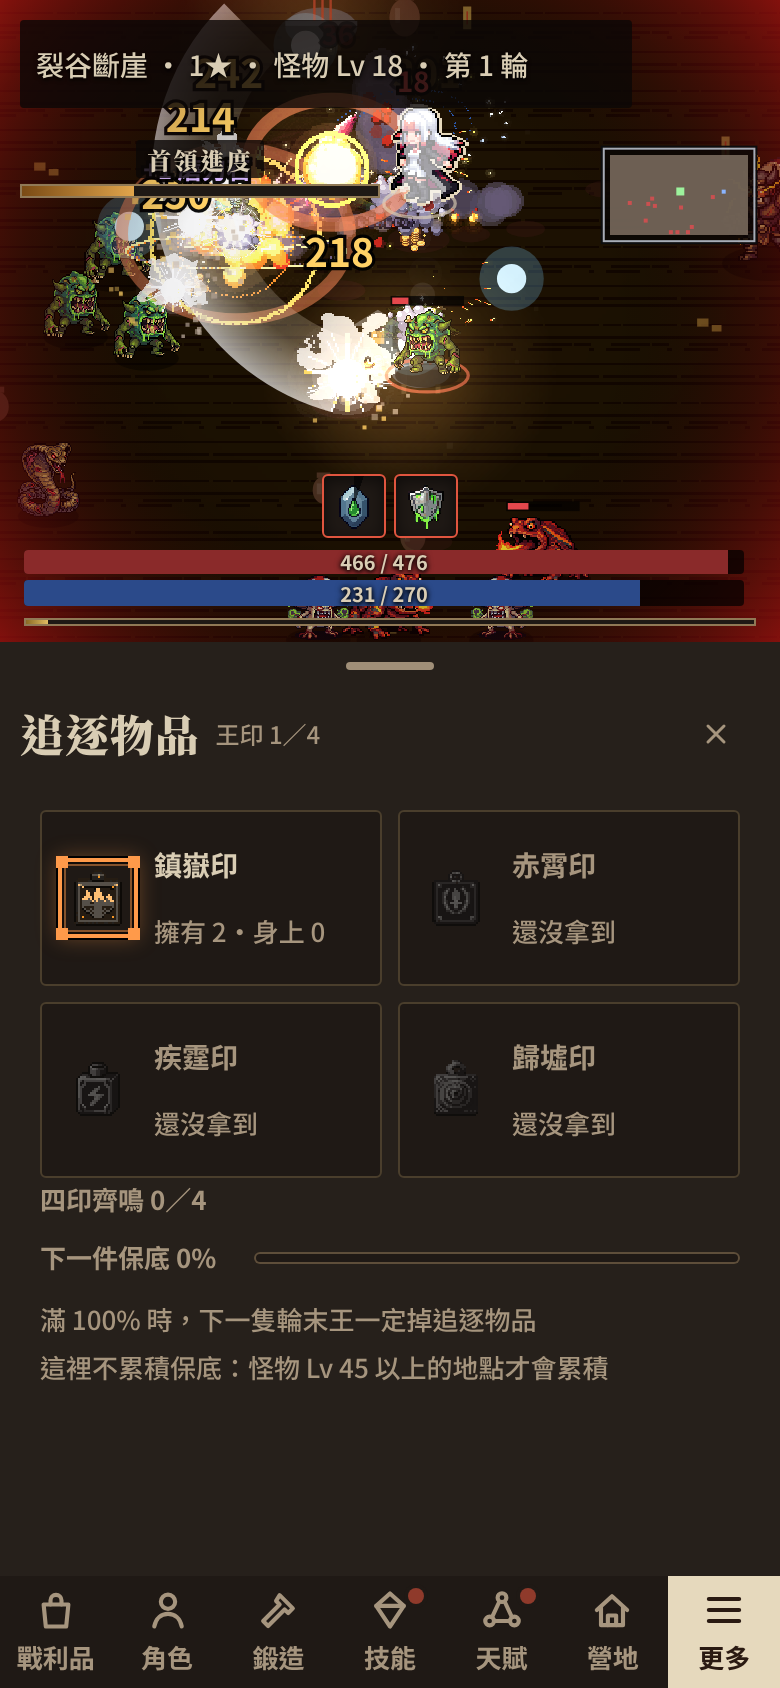 裂谷斷崖 · 1★ · 怪物 Lv 18 · 第 1 輪
242
18
214
首領進度
230
218
466 / 476
231 / 270
追逐物品 王印 1／4
鎮嶽印
擁有 2・身上 0
赤霄印
還沒拿到
疾霆印
還沒拿到
歸墟印
還沒拿到
四印齊鳴 0／4
下一件保底 0%
滿 100% 時，下一隻輪末王一定掉追逐物品
這裡不累積保底：怪物 Lv 45 以上的地點才會累積
戰利品
角色
鍛造
技能
天賦
營地
更多